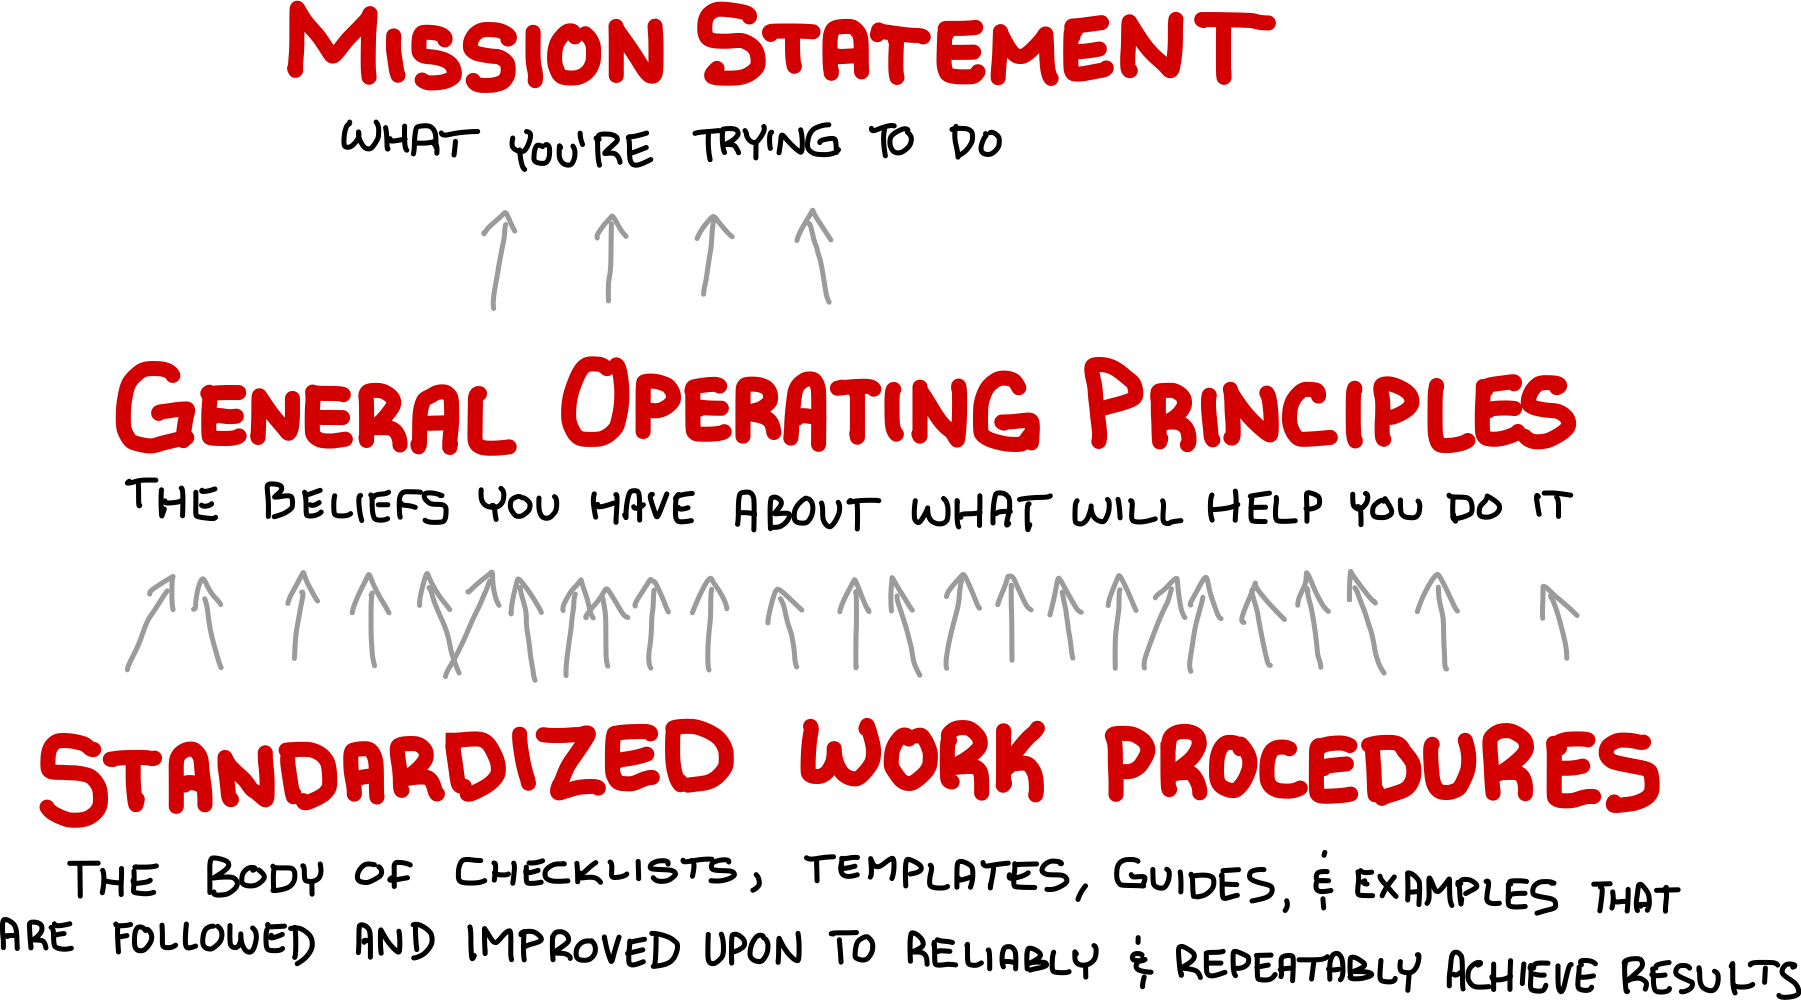 MISSION STATEMENT
WHAT YOU'RE TRYING TO DO
GENERAL OPERATING PRINCIPLES
THE BELIEFS YOU HAVE ABOUT WHAT WILL HELP YOU DO IT
STANDARDIZED WORK PROCEDURES
THE BODY OF CHECKLISTS, TEMPLATES, GUIDES, & EXAMPLES THAT
ARE FOLLOWED AND IMPROVED UPON TO RELIABLY & REPEATABLY ACHIEVE RESULTS